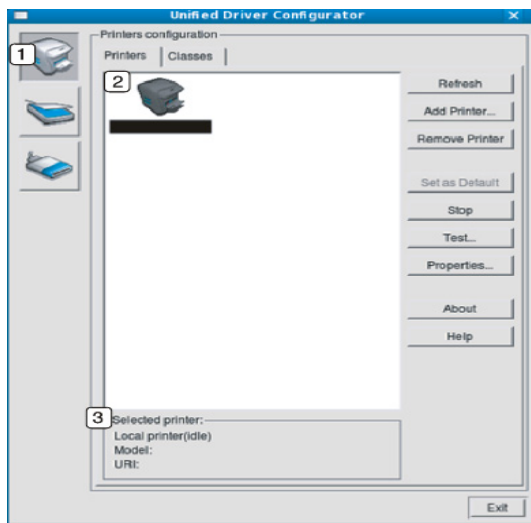 Unified Driver Configurator
1
Printers configuration
Printers Classes
2
Refresh
Add Printer...
Remove Printer
Set as Default
Stop
Test...
Properties...
About
Help
3
Selected printer:
Local printer(idle)
Model:
URI:
Exit